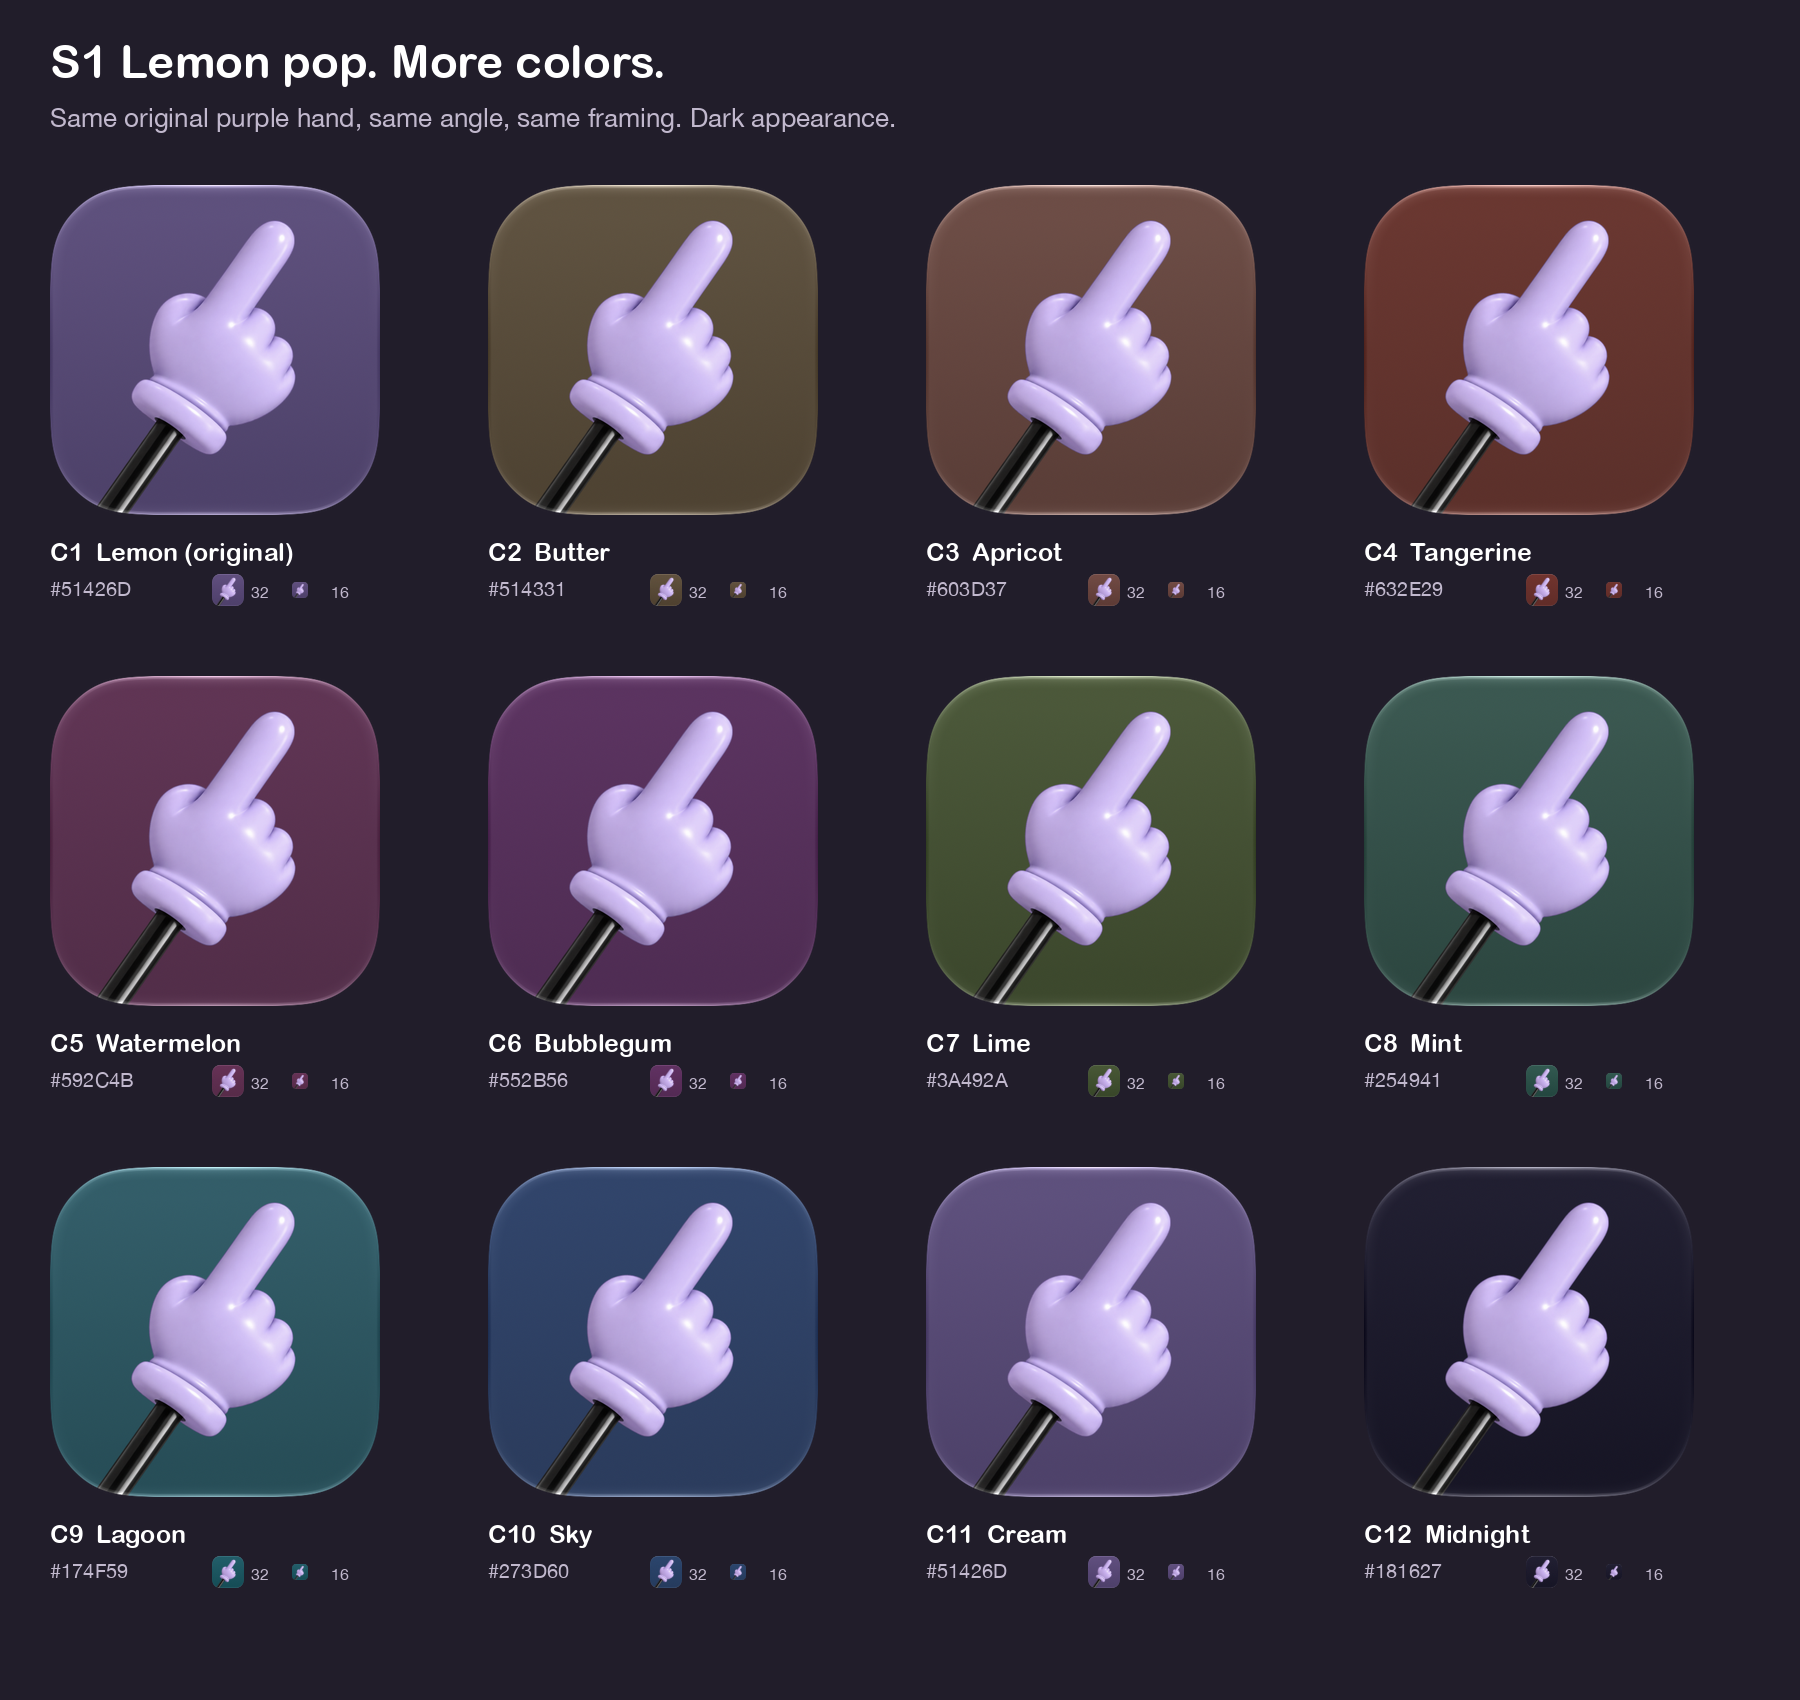 S1 Lemon pop. More colors.
Same original purple hand, same angle, same framing. Dark appearance.
C1 Lemon (original)
#51426D 32 16
C2 Butter
#514331 32 16
C3 Apricot
#603D37 32 16
C4 Tangerine
#632E29 32 16
C5 Watermelon
#592C4B 32 16
C6 Bubblegum
#552B56 32 16
C7 Lime
#3A492A 32 16
C8 Mint
#254941 32 16
C9 Lagoon
#174F59 32 16
C10 Sky
#273D60 32 16
C11 Cream
#51426D 32 16
C12 Midnight
#181627 32 16